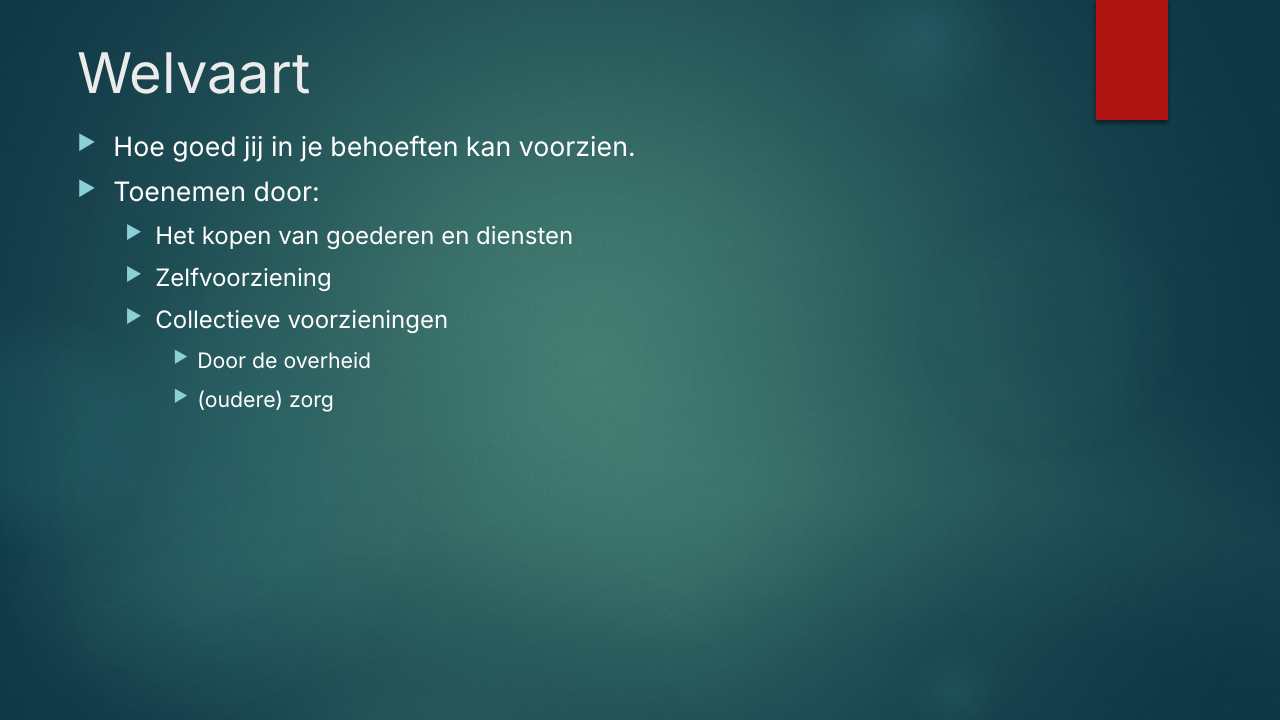 Welvaart
Hoe goed jij in je behoeften kan voorzien.
Toenemen door:
Het kopen van goederen en diensten
Zelfvoorziening
Collectieve voorzieningen
Door de overheid
(oudere) zorg